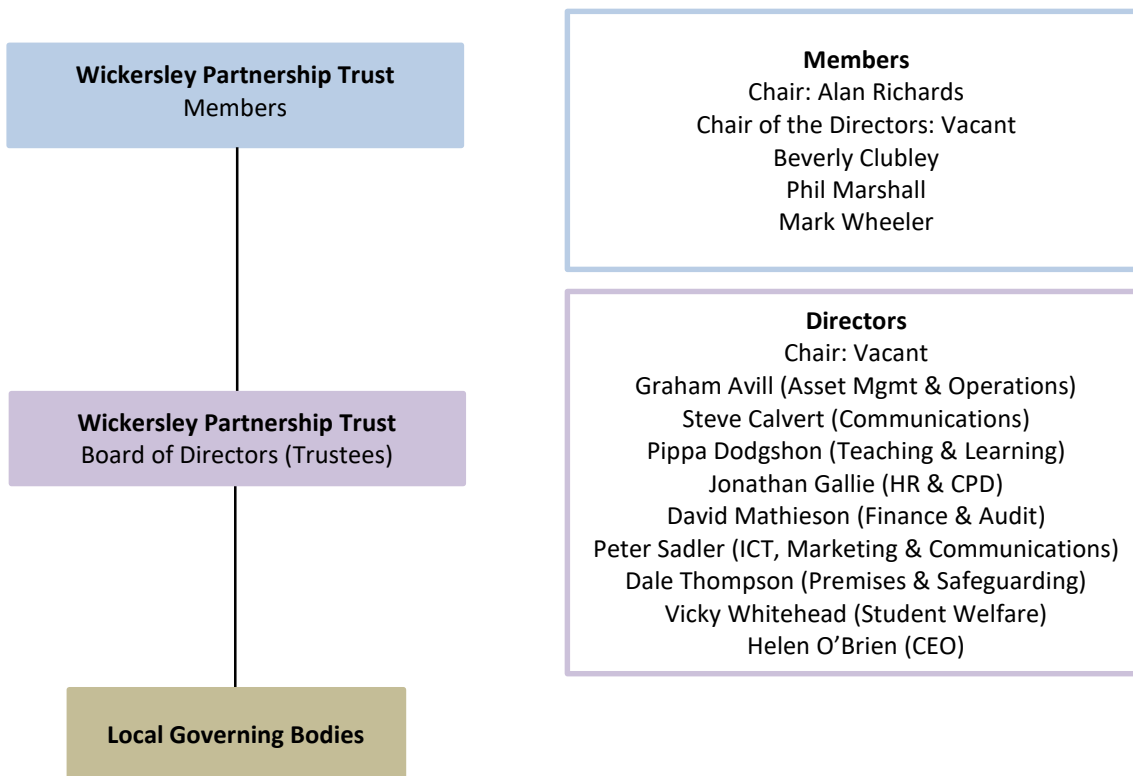 Wickersley Partnership Trust
Members
Members
Chair: Alan Richards
Chair of the Directors: Vacant
Beverly Clubley
Phil Marshall
Mark Wheeler
Wickersley Partnership Trust
Board of Directors (Trustees)
Directors
Chair: Vacant
Graham Avill (Asset Mgmt & Operations)
Steve Calvert (Communications)
Pippa Dodgshon (Teaching & Learning)
Jonathan Gallie (HR & CPD)
David Mathieson (Finance & Audit)
Peter Sadler (ICT, Marketing & Communications)
Dale Thompson (Premises & Safeguarding)
Vicky Whitehead (Student Welfare)
Helen O’Brien (CEO)
Local Governing Bodies